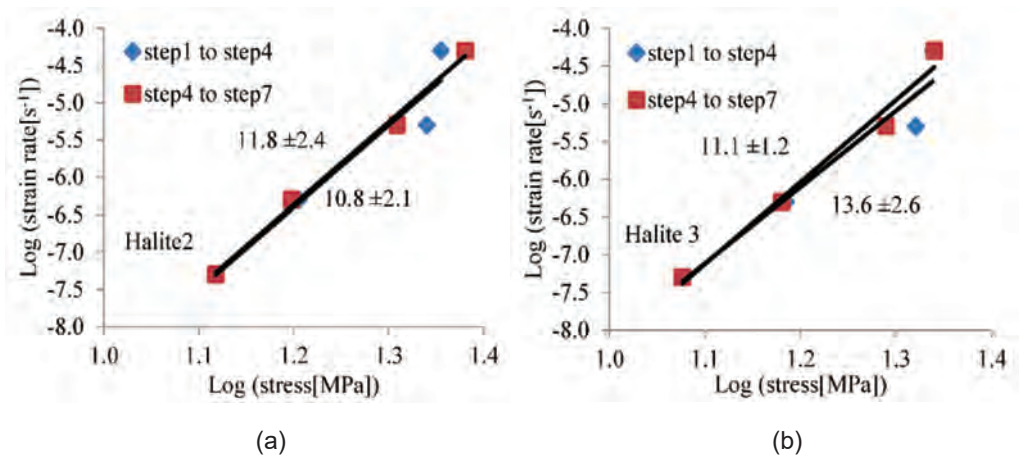 -4.0
step1 to step4
-4.5
step4 to step7
-5.0
-5.5
11.8 ±2.4
-6.0
10.8 ±2.1
-6.5
Halite2
-7.0
-7.5
-8.0
1.0 1.1 1.2 1.3 1.4
Log (strain rate[s⁻¹])
Log (stress[MPa])
(a)
-4.0
step1 to step4
-4.5
step4 to step7
-5.0
-5.5
11.1 ±1.2
-6.0
13.6 ±2.6
-6.5
Halite 3
-7.0
-7.5
-8.0
1.0 1.1 1.2 1.3 1.4
Log (strain rate[s⁻¹])
Log (stress[MPa])
(b)